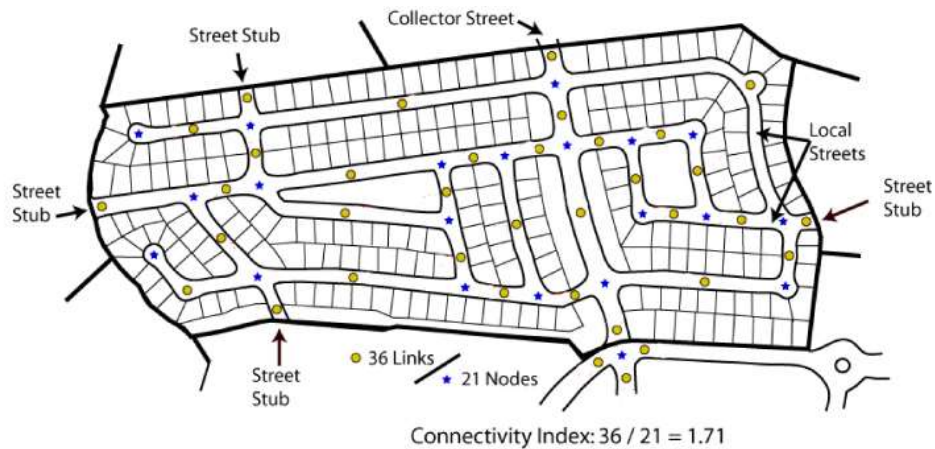 Collector Street
Street Stub
Local
Streets
Street
Stub
Street
Stub
36 Links
21 Nodes
Street
Stub
Connectivity Index: 36 / 21 = 1.71